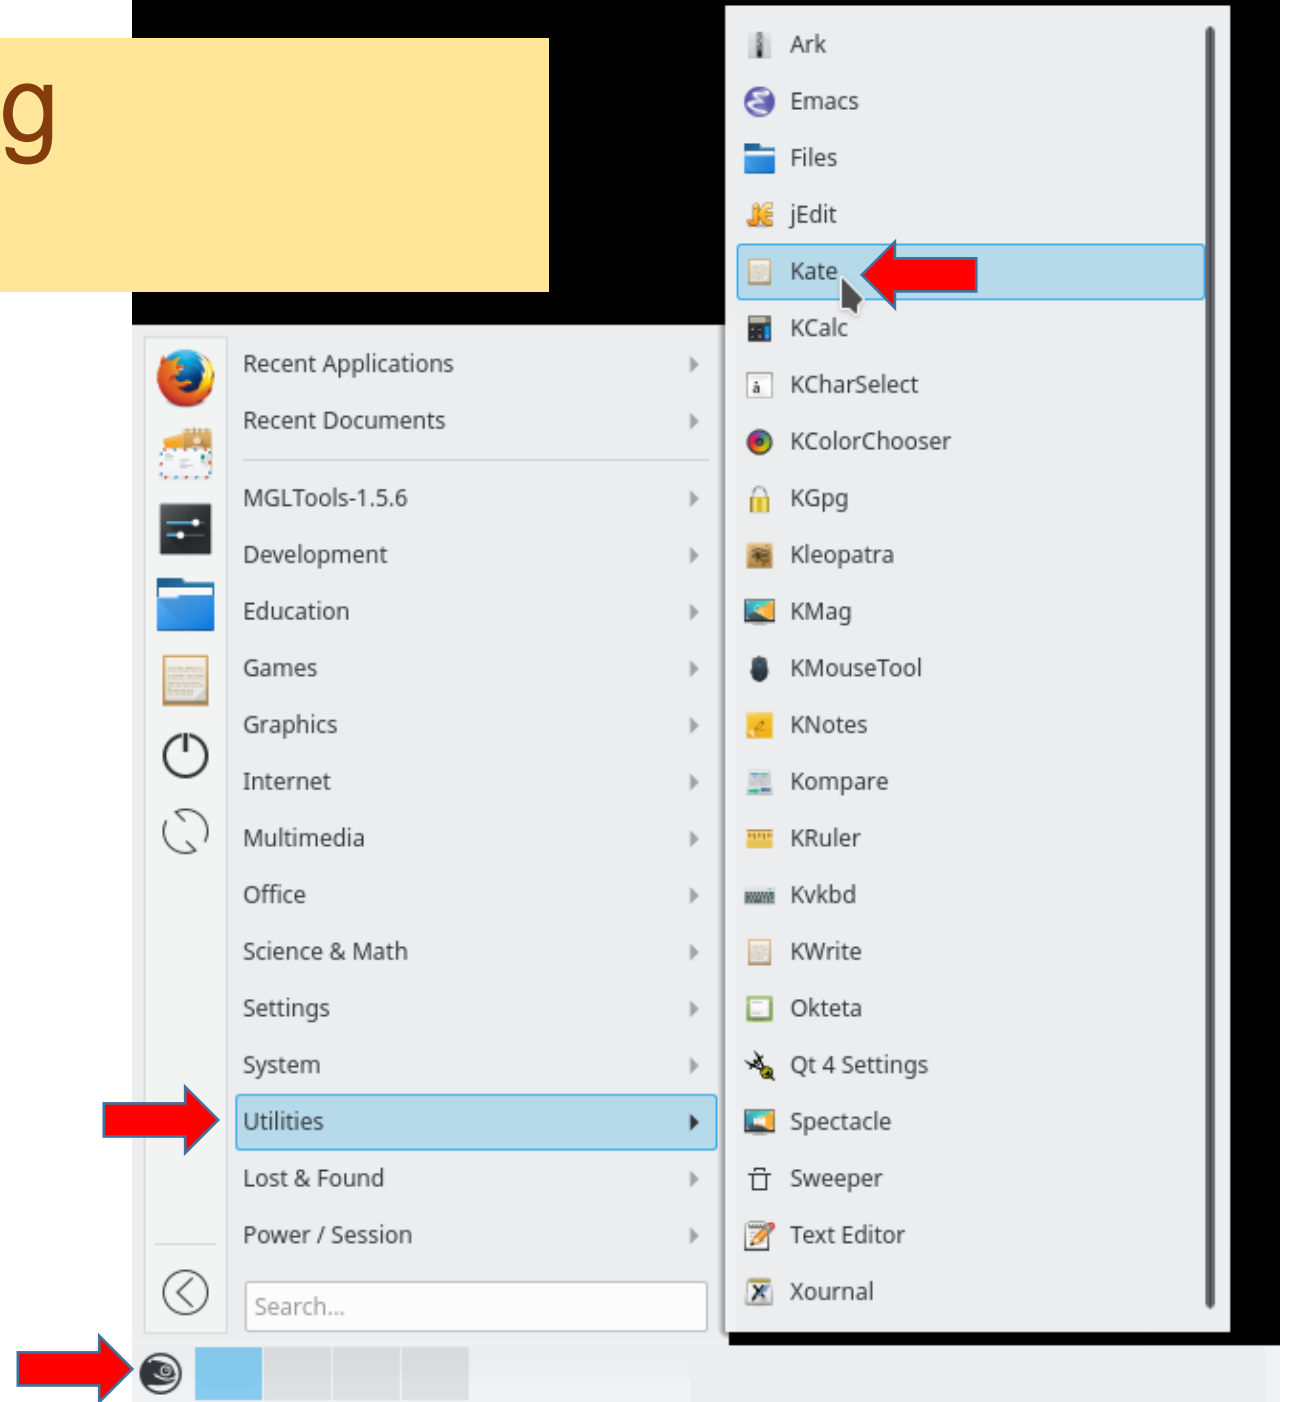 g
Recent Applications
Recent Documents
MGLTools-1.5.6
Development
Education
Games
Graphics
Internet
Multimedia
Office
Science & Math
Settings
System
Utilities
Lost & Found
Power / Session
Search...
Ark
Emacs
Files
jEdit
Kate
KCalc
KCharSelect
KColorChooser
KGpg
Kleopatra
KMag
KMouseTool
KNotes
Kompare
KRuler
Kvkbd
KWrite
Okteta
Qt 4 Settings
Spectacle
Sweeper
Text Editor
Xournal